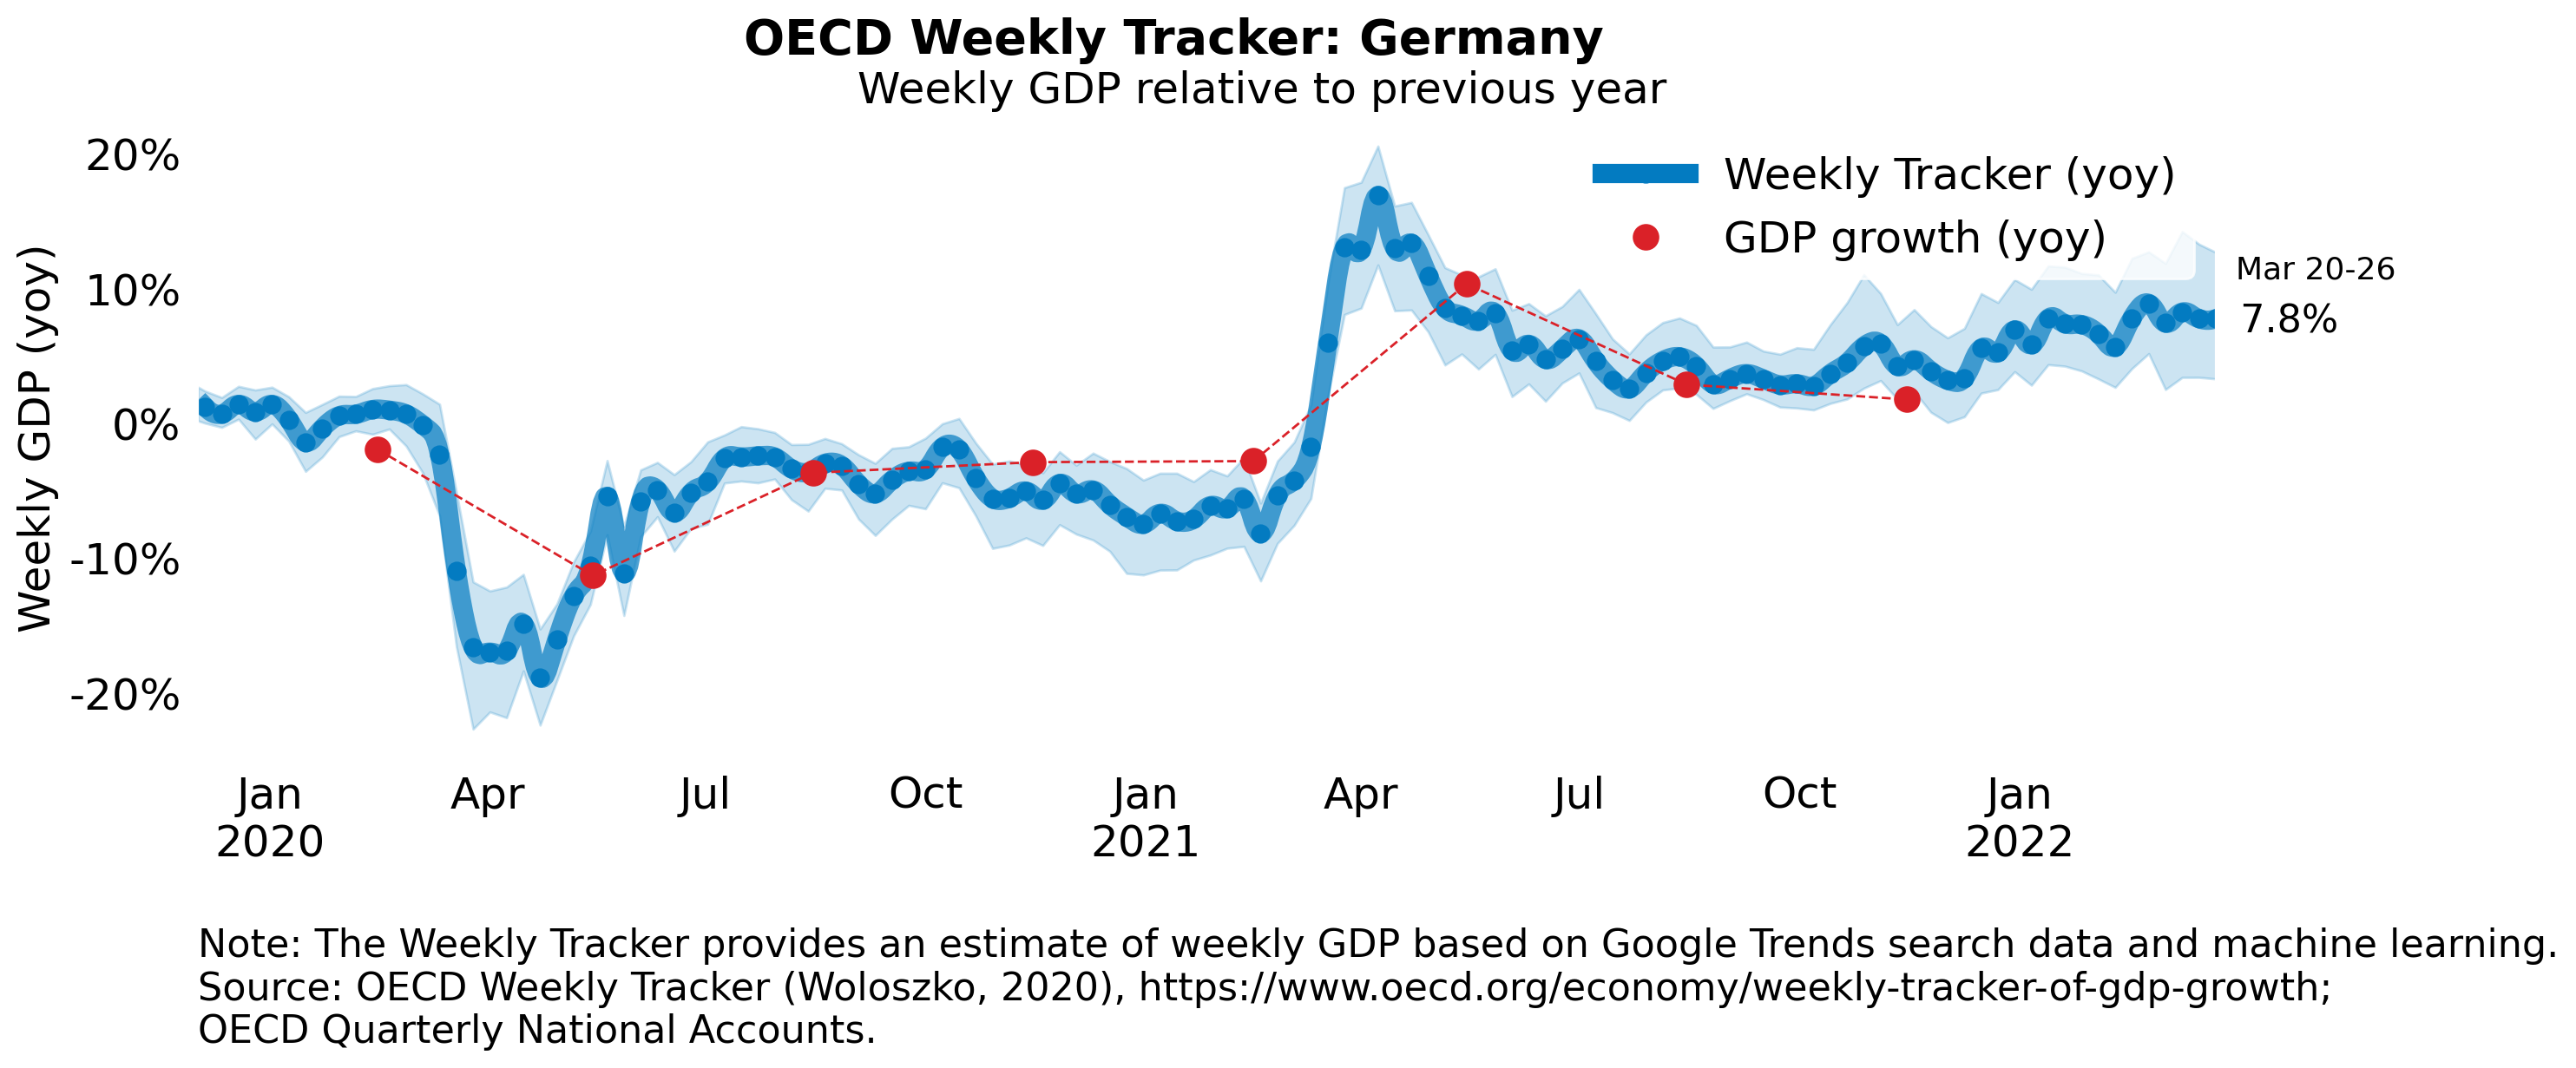 OECD Weekly Tracker: Germany
Weekly GDP relative to previous year
Weekly GDP (yoy)
20%
10%
0%
-10%
-20%
Weekly Tracker (yoy)
GDP growth (yoy)
Mar 20-26
7.8%
Jan Apr Jul Oct Jan Apr Jul Oct Jan
2020 2021 2022
Note: The Weekly Tracker provides an estimate of weekly GDP based on Google Trends search data and machine learning.
Source: OECD Weekly Tracker (Woloszko, 2020), https://www.oecd.org/economy/weekly-tracker-of-gdp-growth;
OECD Quarterly National Accounts.